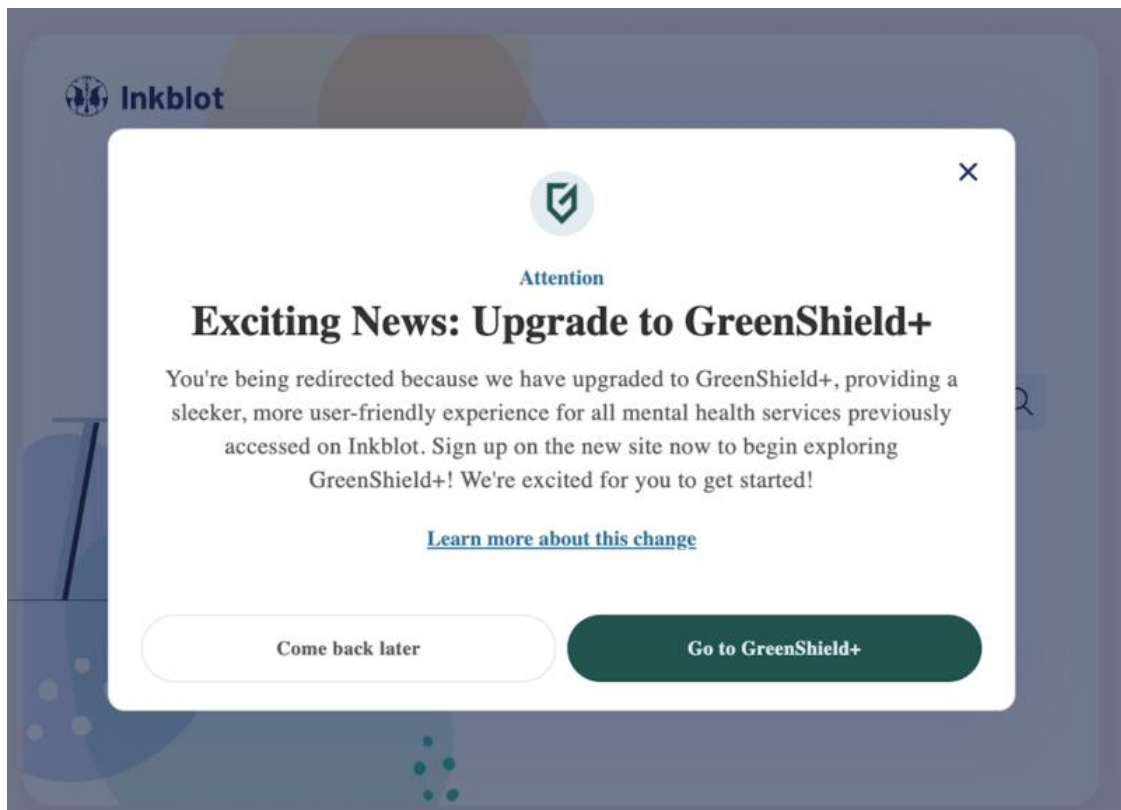 Inkblot
Attention
Exciting News: Upgrade to GreenShield+
You're being redirected because we have upgraded to GreenShield+, providing a
sleeker, more user-friendly experience for all mental health services previously
accessed on Inkblot. Sign up on the new site now to begin exploring
GreenShield+! We're excited for you to get started!
Learn more about this change
Come back later
Go to GreenShield+